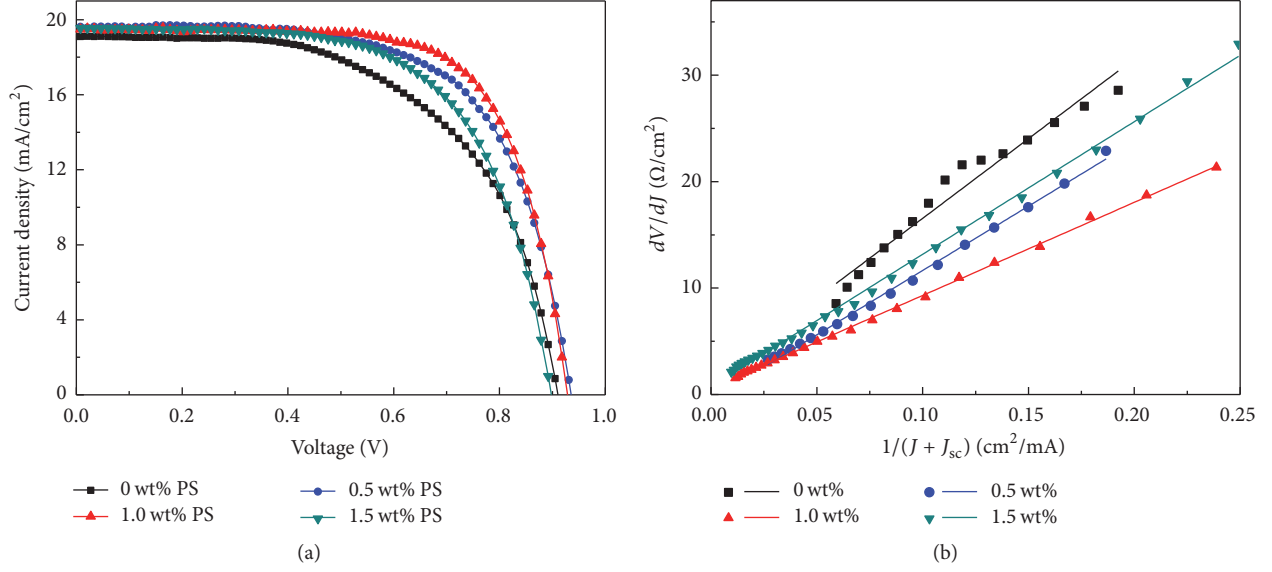 20
16
12
8
4
0
Current density (mA/cm²)
0.0
0.2
0.4
0.6
0.8
1.0
Voltage (V)
0 wt% PS
0.5 wt% PS
1.0 wt% PS
1.5 wt% PS
(a)
30
20
10
0
dV/dJ (Ω/cm²)
0.00
0.05
0.10
0.15
0.20
0.25
1/(J + Jsc) (cm²/mA)
0 wt%
0.5 wt%
1.0 wt%
1.5 wt%
(b)